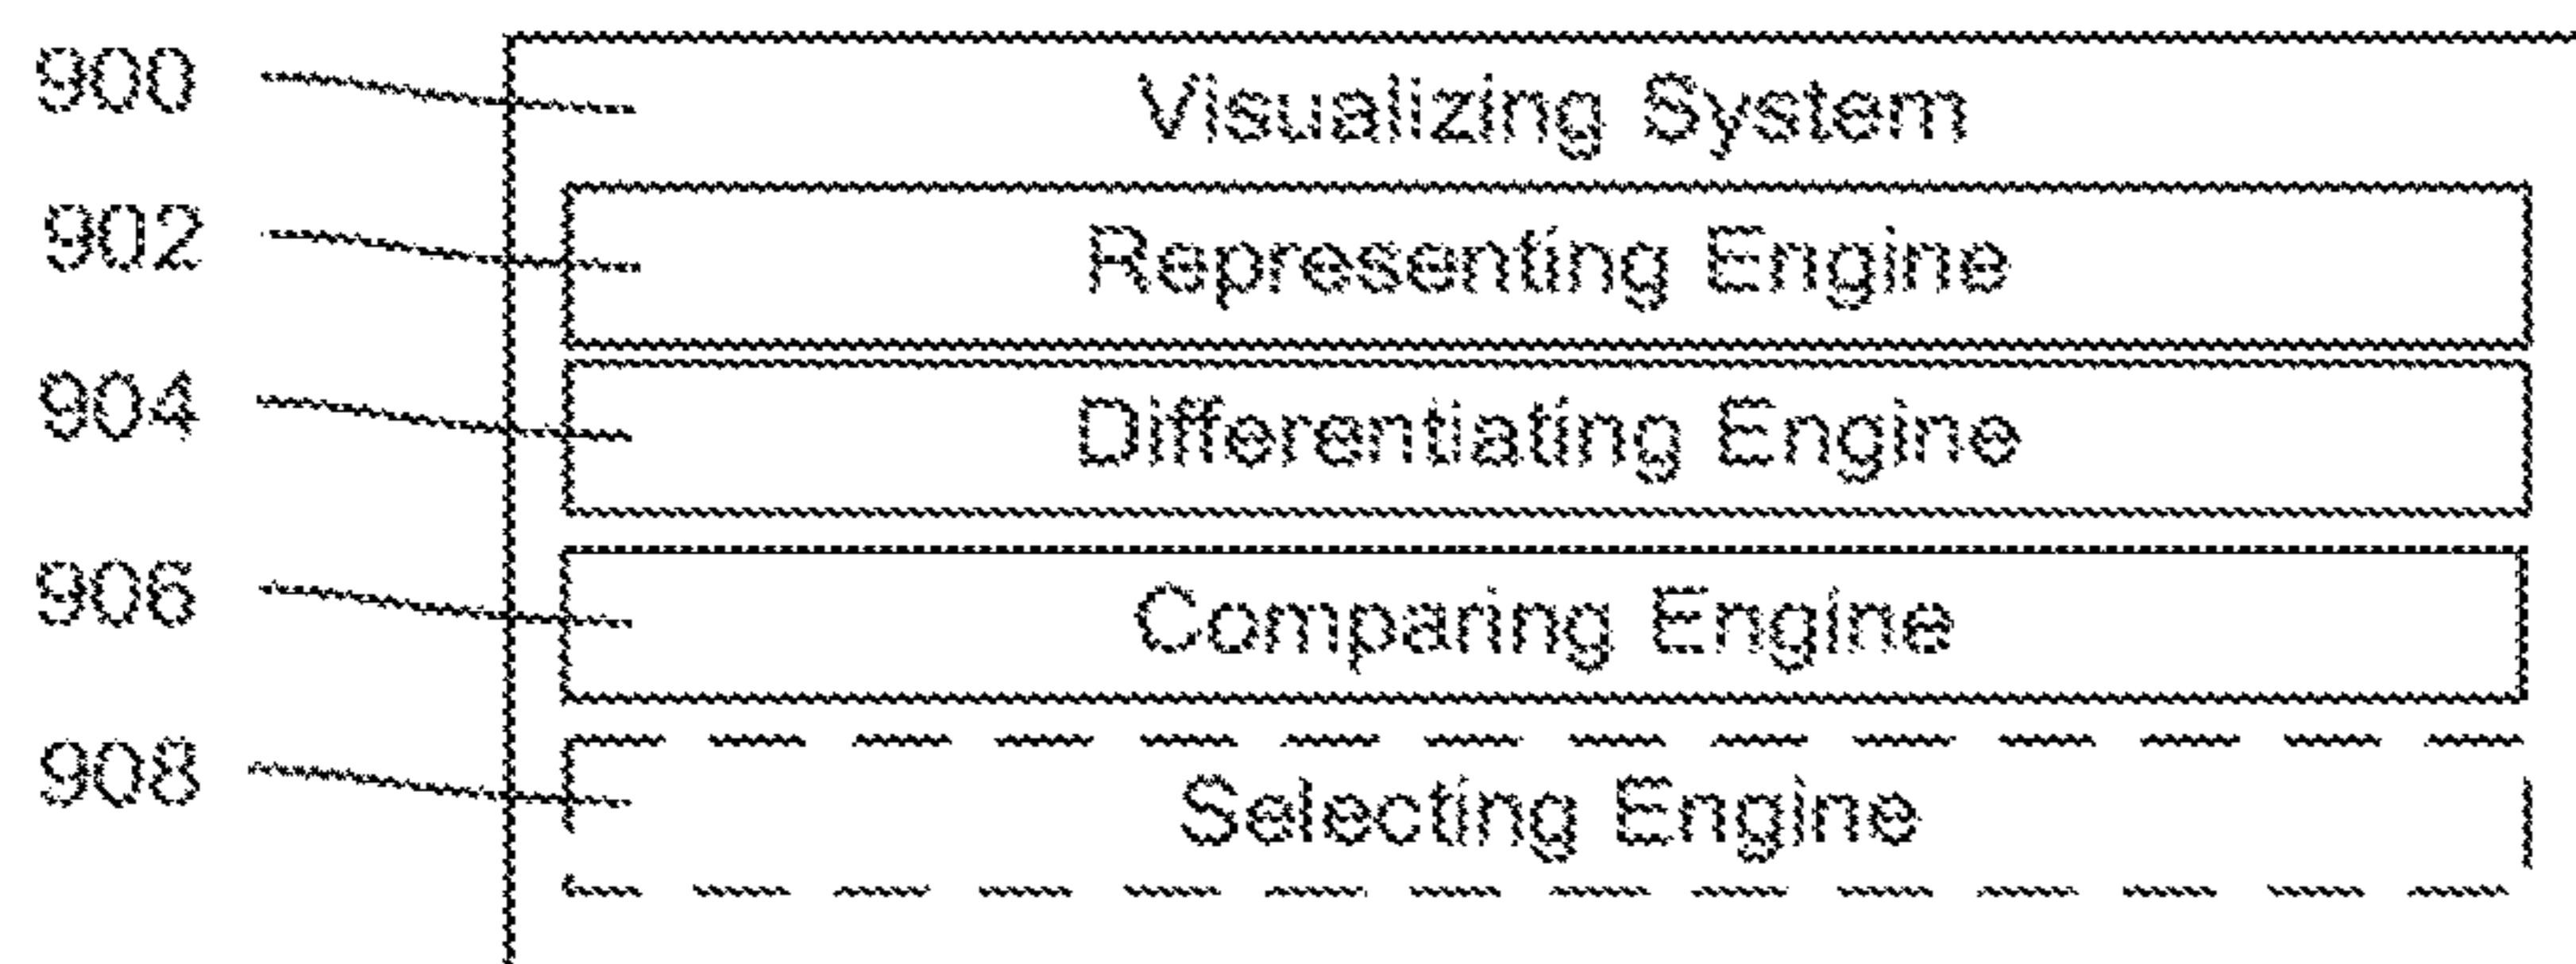 900 Visualizing System
902 Representing Engine
904 Differentiating Engine
906 Comparing Engine
908 Selecting Engine